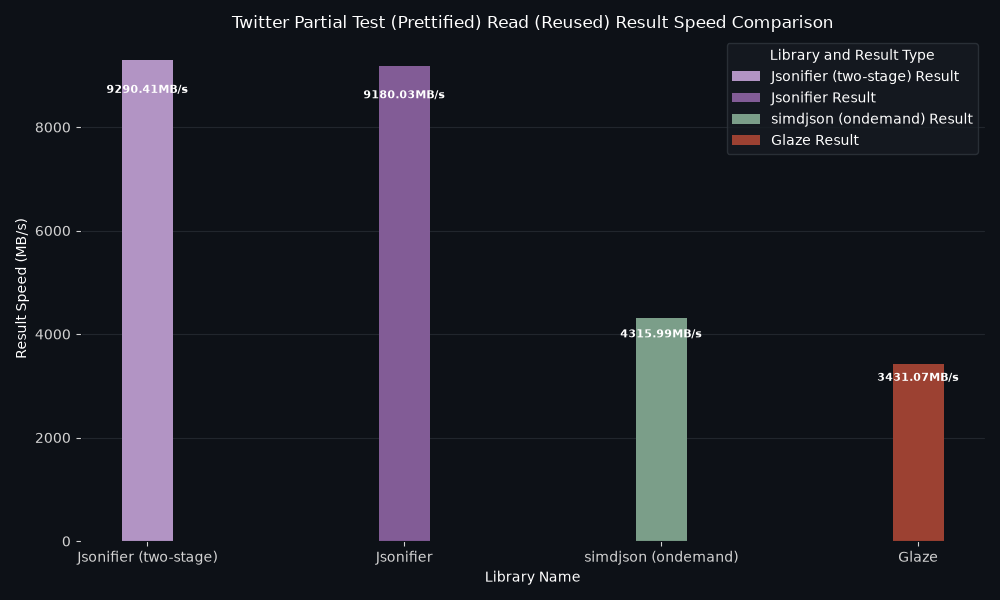 Twitter Partial Test (Prettified) Read (Reused) Result Speed Comparison
Library and Result Type
Jsonifier (two-stage) Result
Jsonifier Result
simdjson (ondemand) Result
Glaze Result
9290.41MB/s
9180.03MB/s
4315.99MB/s
3431.07MB/s
Result Speed (MB/s)
8000
6000
4000
2000
0
Jsonifier (two-stage)
Jsonifier
simdjson (ondemand)
Glaze
Library Name